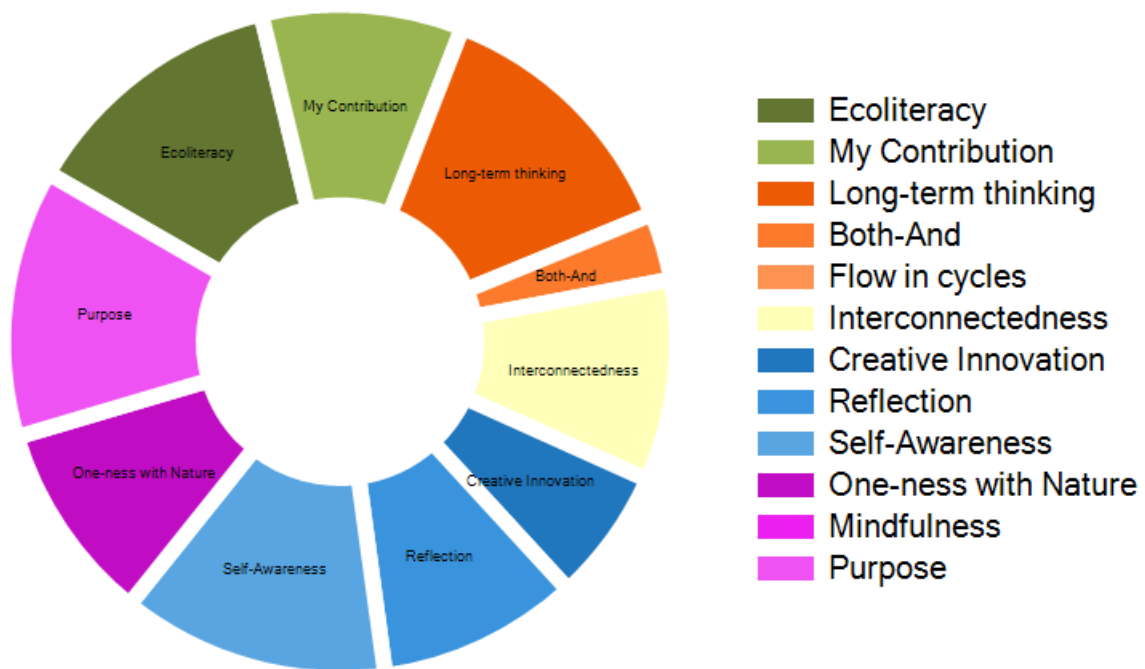 My Contribution
Ecoliteracy
Long-term thinking
Both-And
Purpose
Interconnectedness
One-ness with Nature
Creative Innovation
Reflection
Self-Awareness
Ecoliteracy
My Contribution
Long-term thinking
Both-And
Flow in cycles
Interconnectedness
Creative Innovation
Reflection
Self-Awareness
One-ness with Nature
Mindfulness
Purpose